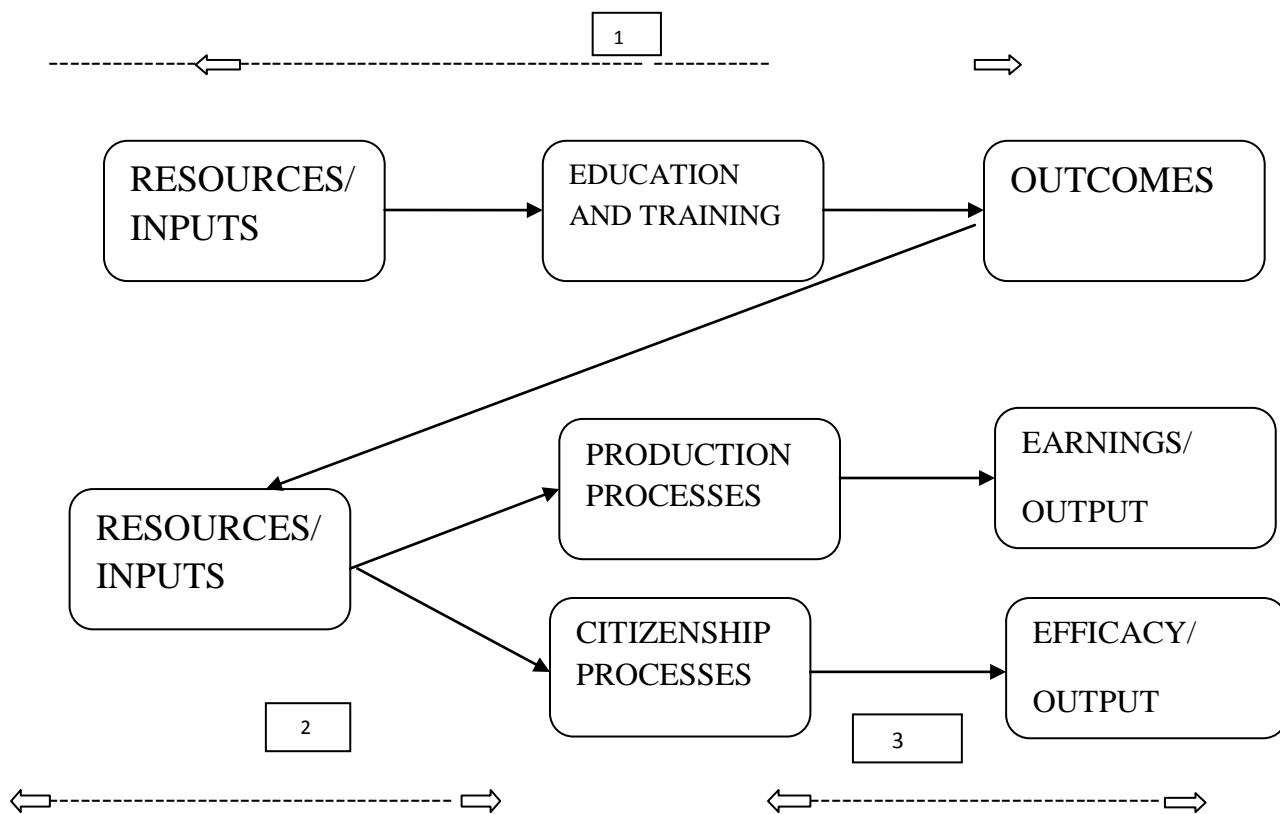 1
RESOURCES/
INPUTS
EDUCATION
AND TRAINING
OUTCOMES
RESOURCES/
INPUTS
PRODUCTION
PROCESSES
EARNINGS/
OUTPUT
CITIZENSHIP
PROCESSES
EFFICACY/
OUTPUT
2
3